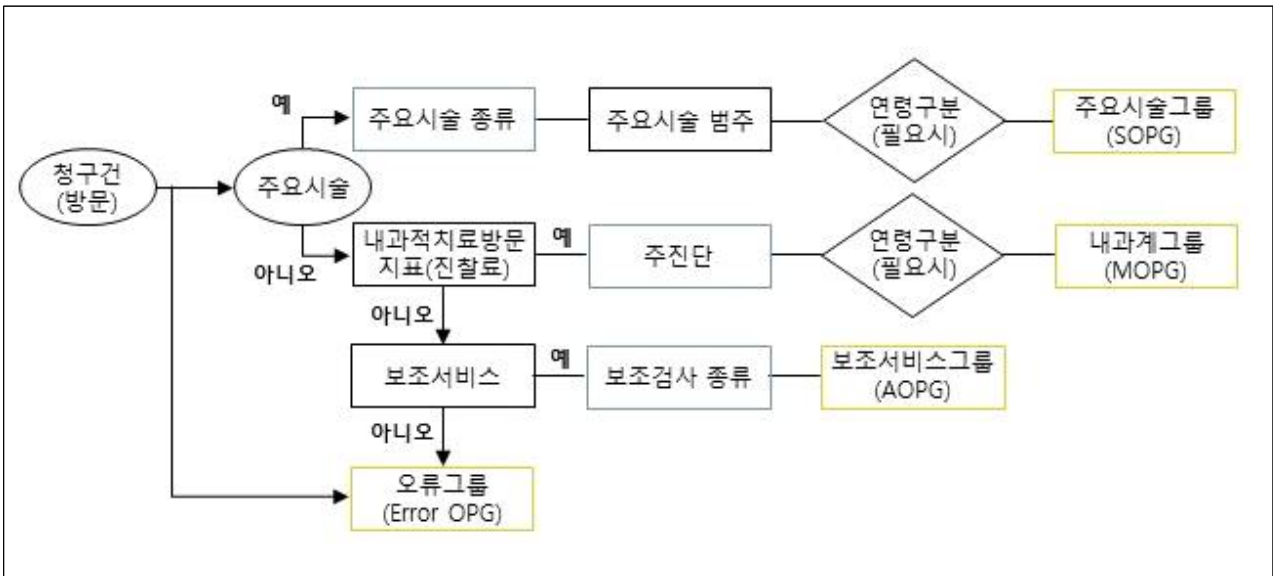 예
주요시술 종류
주요시술 범주
연령구분
(필요시)
주요시술그룹
(SOPG)
청구건
(방문)
주요시술
아니오
내과적치료방문
지표(진찰료)
예
주진단
연령구분
(필요시)
내과계그룹
(MOPG)
아니오
보조서비스
예
보조검사 종류
보조서비스그룹
(AOPG)
아니오
오류그룹
(Error OPG)